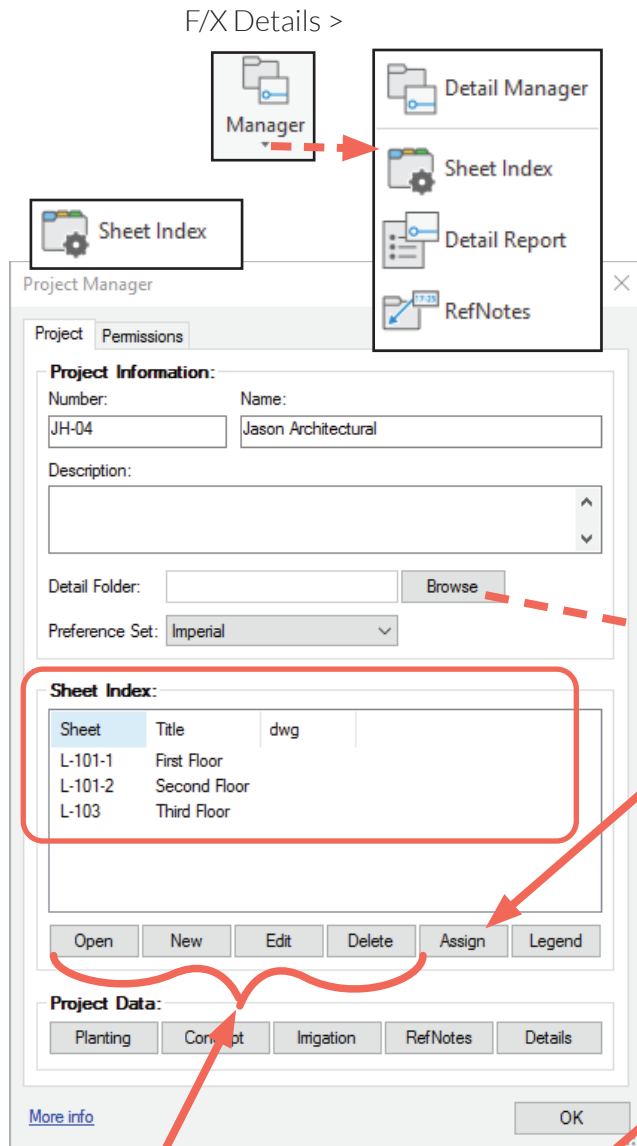 F/X Details >
Manager
Detail Manager
Sheet Index
Detail Report
17-25
RefNotes
Sheet Index
Project Manager
Project Permissions
Project Information:
Number: Name:
JH-04 Jason Architectural
Description:
Detail Folder: Browse
Preference Set: Imperial
Sheet Index:
Sheet Title dwg
L-101-1 First Floor
L-101-2 Second Floor
L-103 Third Floor
Open New Edit Delete Assign Legend
Project Data:
Planting Concept Irrigation RefNotes Details
More info OK